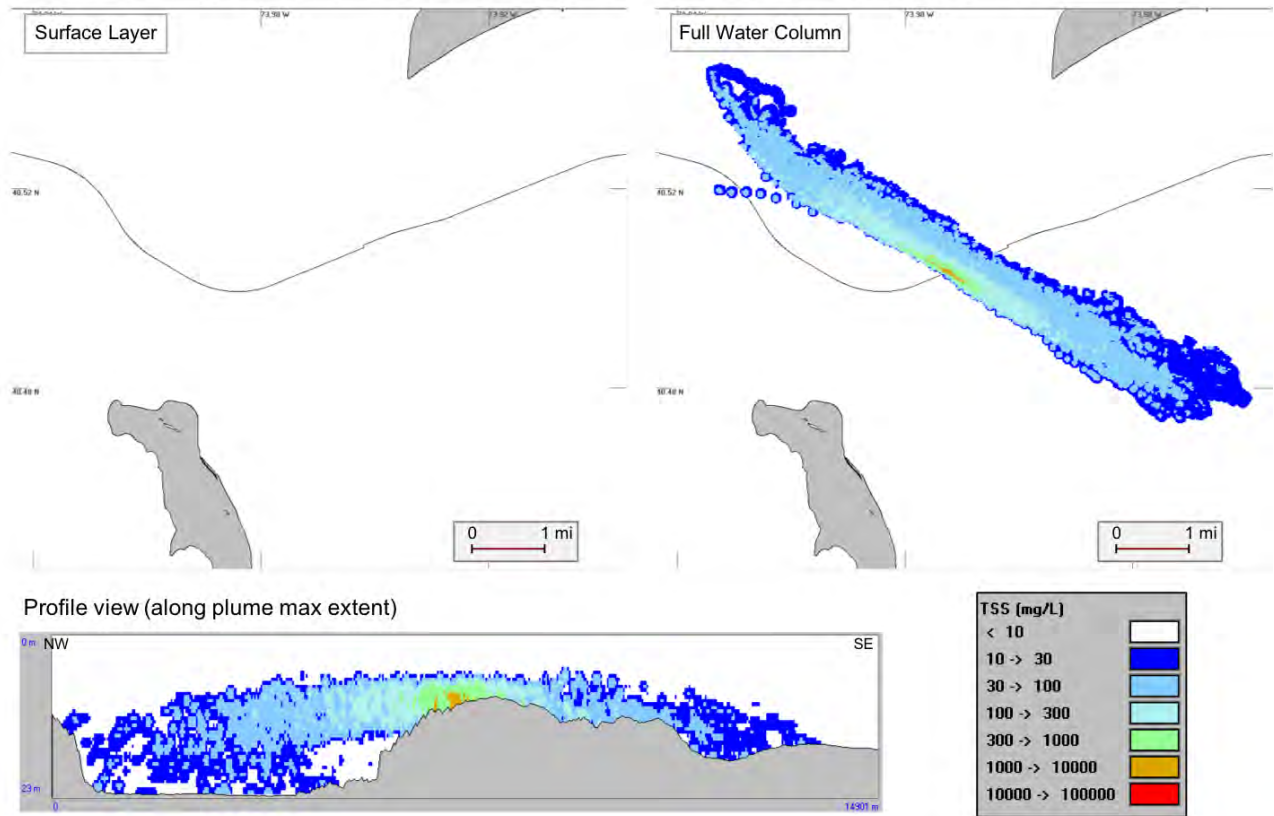 Surface Layer
73.98 W
73.92 W
40.52 N
40.48 N
0 1 mi
Full Water Column
73.98 W
40.52 N
40.48 N
0 1 mi
Profile view (along plume max extent)
0 m
NW
SE
23 m
0
14901 m
TSS (mg/L)
< 10
10 -> 30
30 -> 100
100 -> 300
300 -> 1000
1000 -> 10000
10000 -> 100000